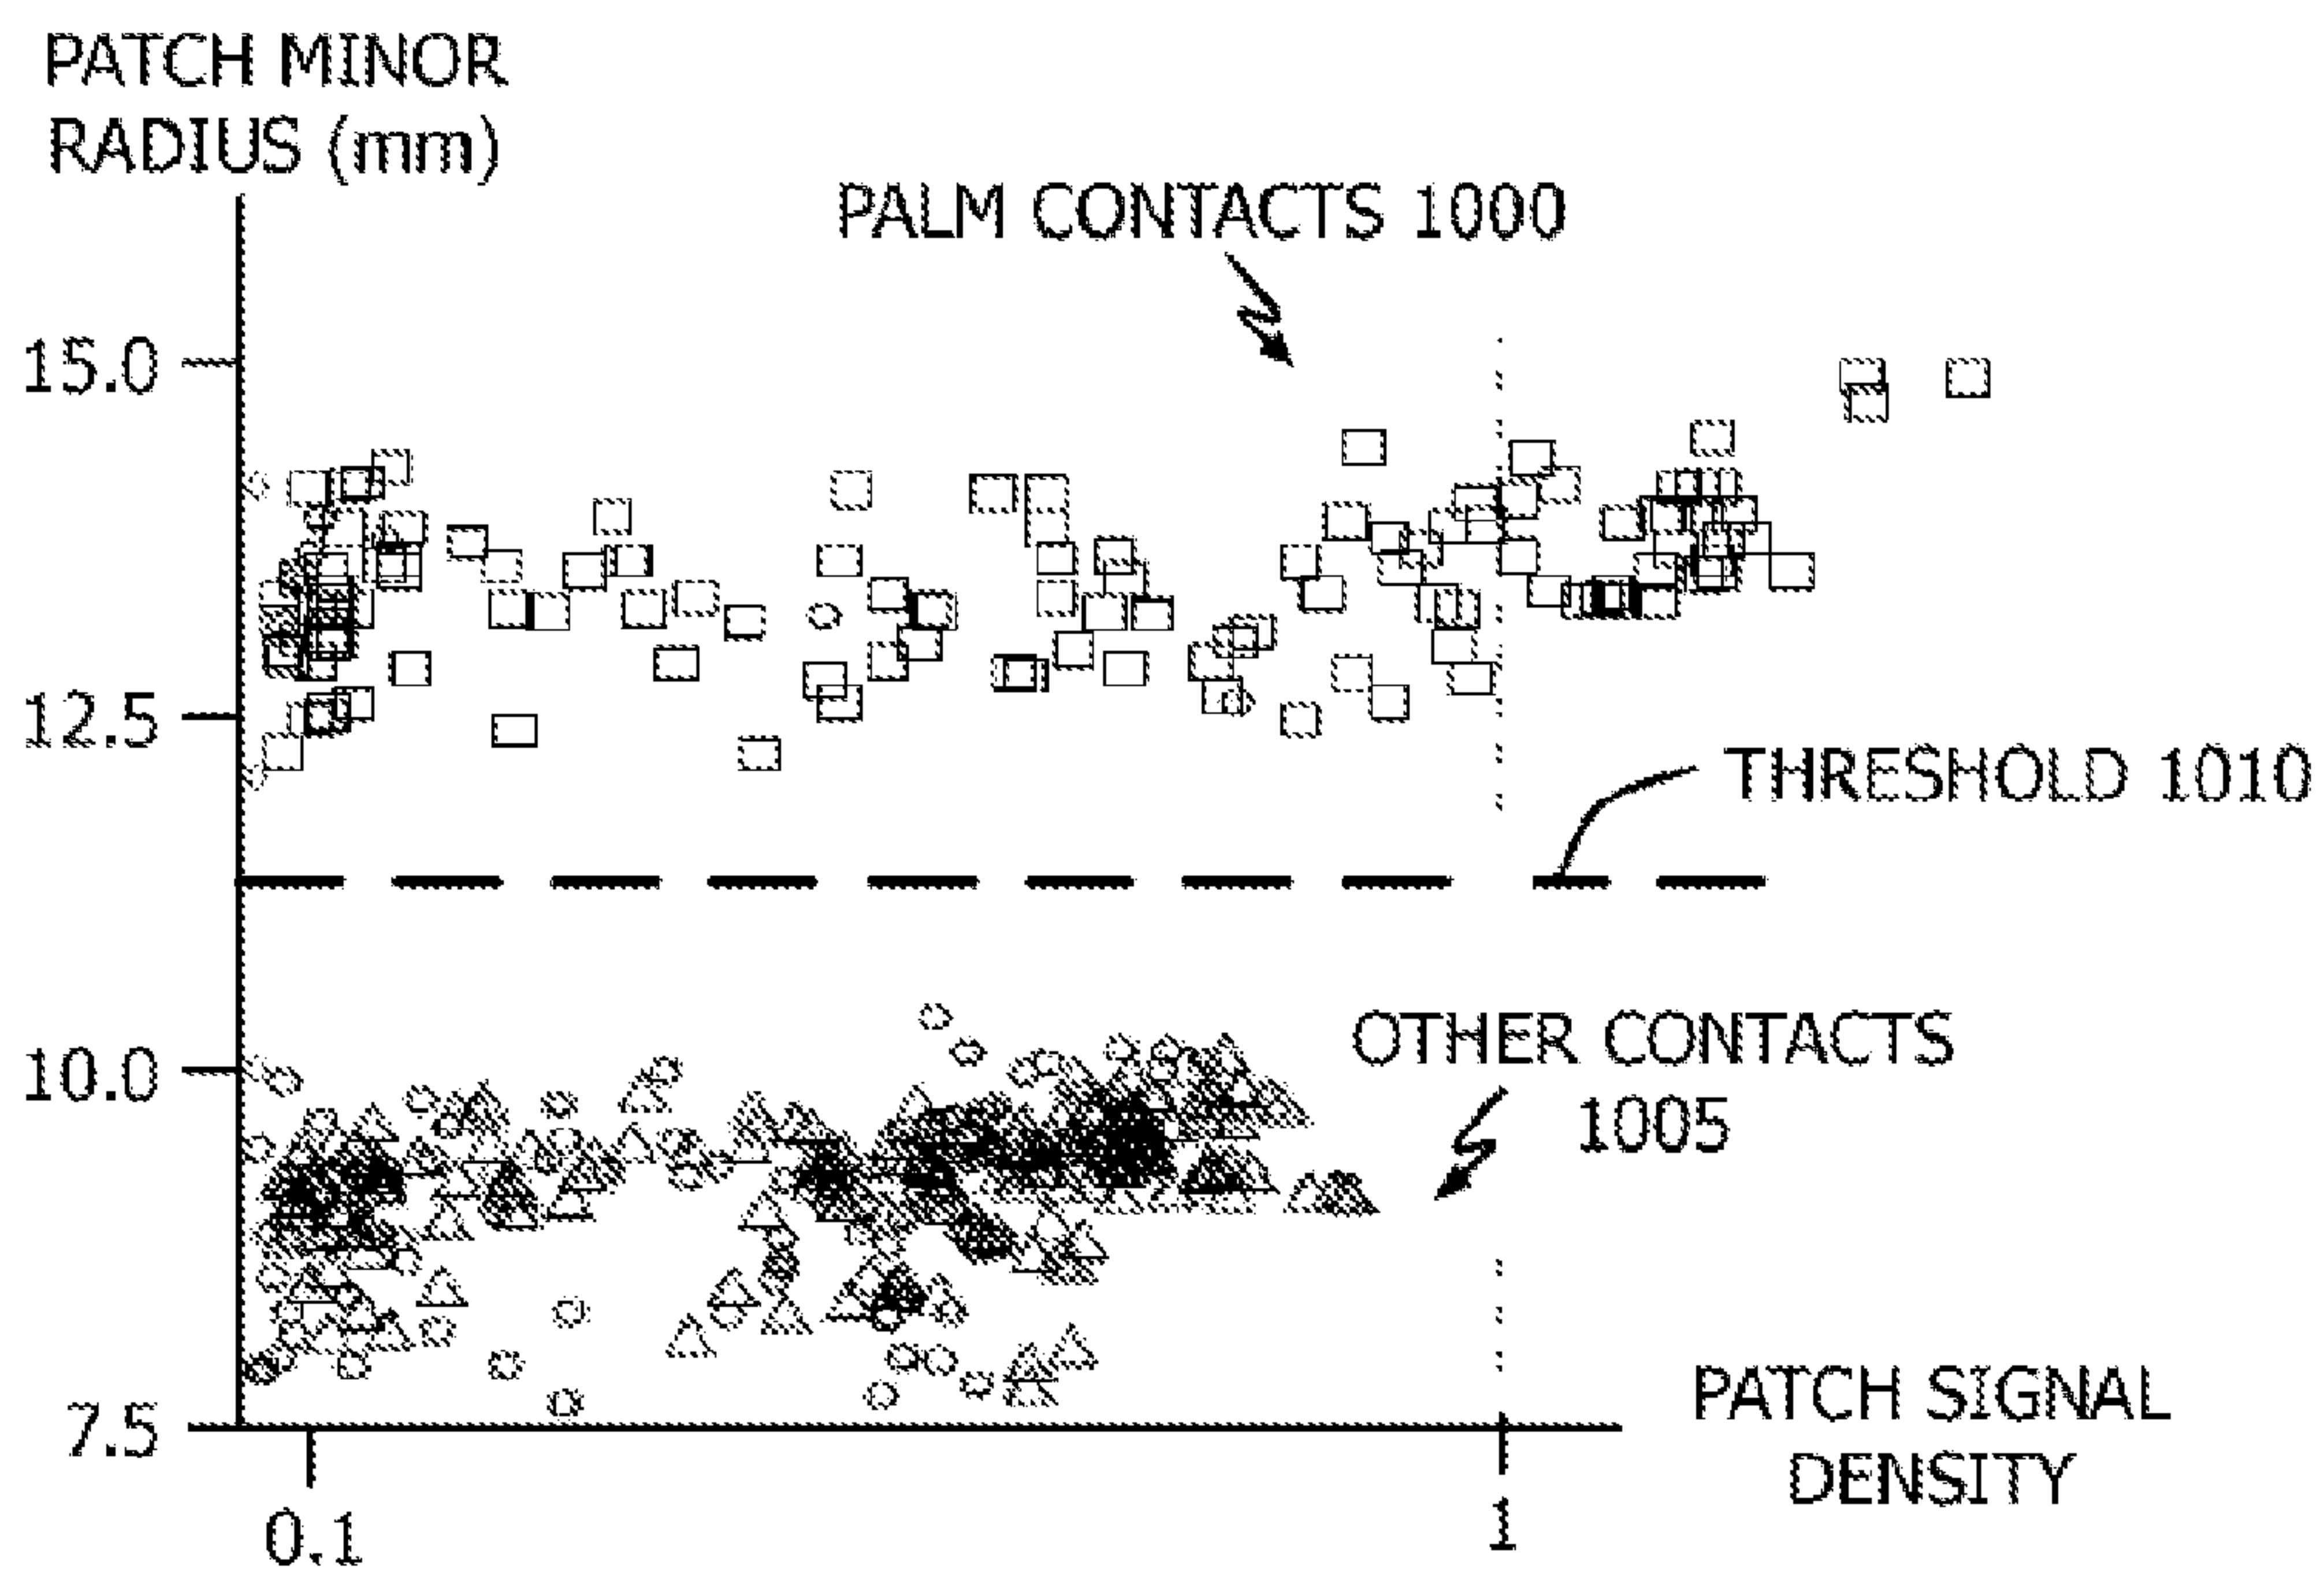 PATCH MINOR
RADIUS (mm)
PALM CONTACTS 1000
15.0
12.5
THRESHOLD 1010
10.0
OTHER CONTACTS
1005
7.5
PATCH SIGNAL
DENSITY
0.1
1